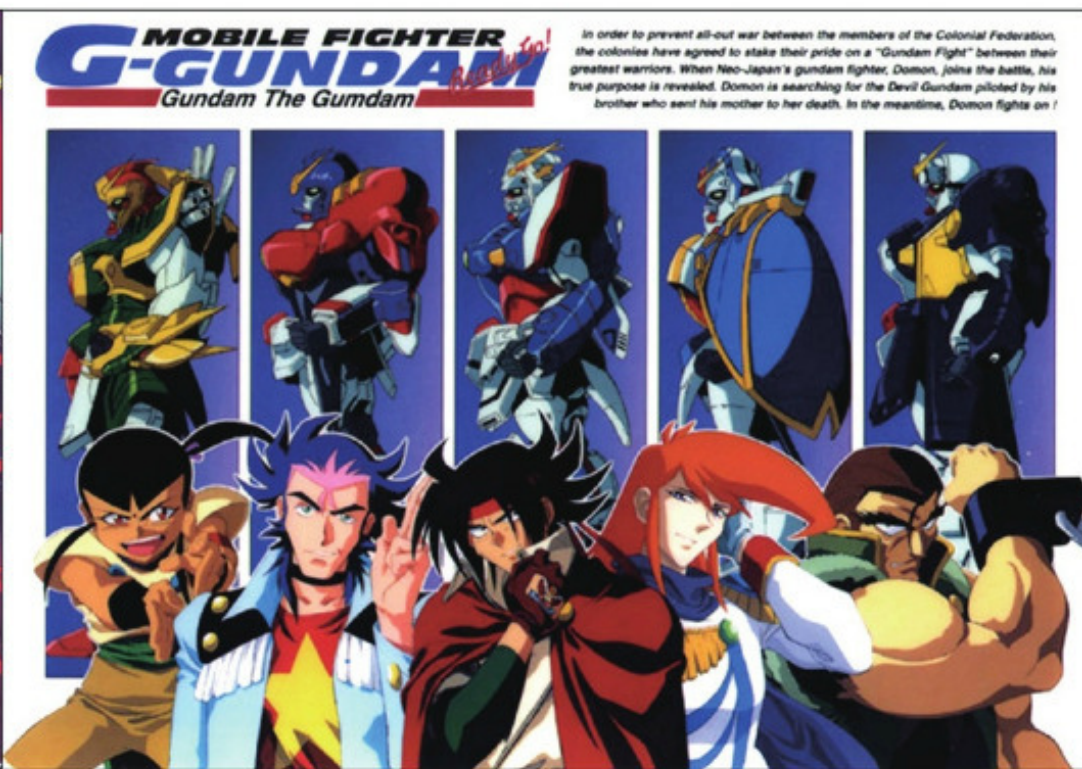 MOBILE FIGHTER
G-GUNDAM
Ready Go!
Gundam The Gumdam
In order to prevent all-out war between the members of the Colonial Federation,
the colonies have agreed to stake their pride on a "Gundam Fight" between their
greatest warriors. When Neo-Japan's gundam fighter, Domon, joins the battle, his
true purpose is revealed. Domon is searching for the Devil Gundam piloted by his
brother who sent his mother to her death. In the meantime, Domon fights on !